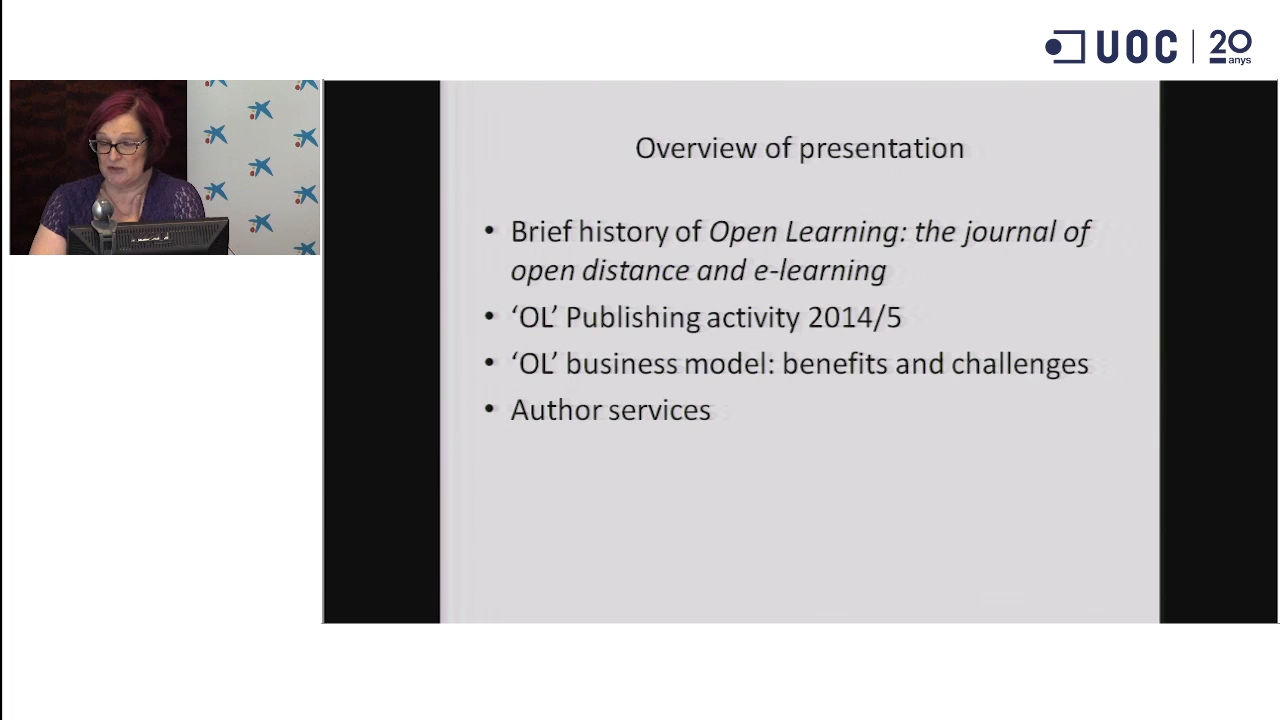 UOC
20
anys
Overview of presentation
• Brief history of Open Learning: the journal of
open distance and e-learning
• ‘OL’ Publishing activity 2014/5
• ‘OL’ business model: benefits and challenges
• Author services